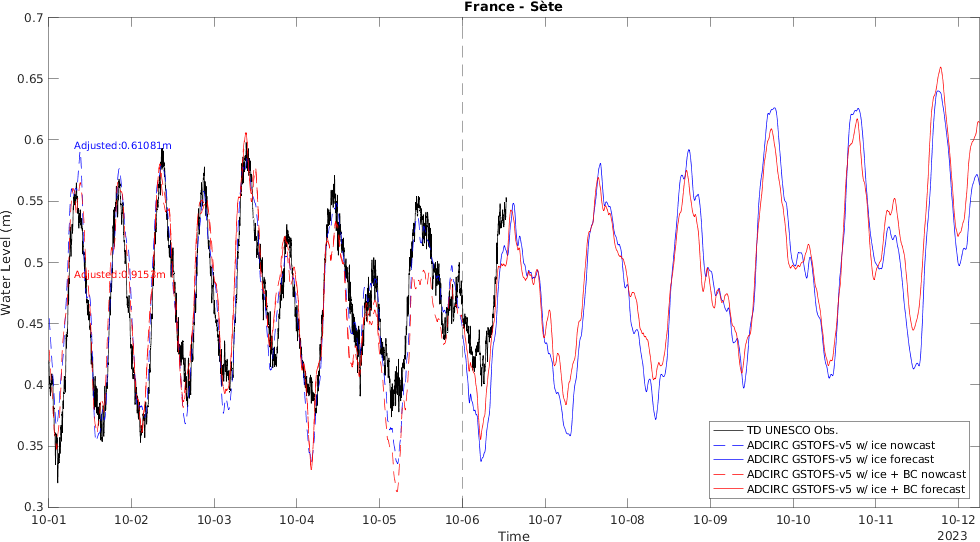 France - Sète
0.7
0.65
0.6
0.55
0.5
0.45
0.4
0.35
0.3
Water Level (m)
Adjusted:0.61081m
Adjusted:0.9153m
TD UNESCO Obs.
ADCIRC GSTOFS-v5 w/ ice nowcast
ADCIRC GSTOFS-v5 w/ ice forecast
ADCIRC GSTOFS-v5 w/ ice + BC nowcast
ADCIRC GSTOFS-v5 w/ ice + BC forecast
10-01 10-02 10-03 10-04 10-05 10-06 10-07 10-08 10-09 10-10 10-11 10-12
Time
2023